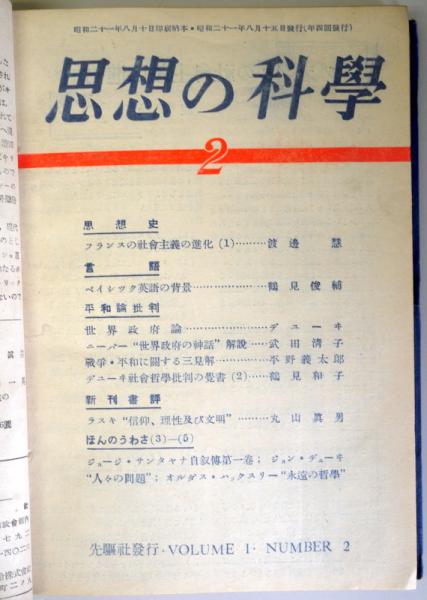 昭和二十一年八月十日印刷納本・昭和二十一年八月十五日發行(年四回發行)
思想の科學
2
思想史
フランスの社會主義の進化(1)………渡邊慧
言語
ベイシツク英語の背景………………鶴見俊輔
平和論批判
世界政府論…………………デューキ
ニーバー“世界政府の神話”解說……武田清子
戰爭・平和に關する三見解…………平野義太郎
デューヰ社會哲學批判の覺書(2)……鶴見和子
新刊書評
ラスキ“信仰、理性及び文明”………丸山眞男
ほんのうわさ(3)—(5)
ジョージ・サンタヤナ自叙傳第一卷; ジョン・デューヰ
“人々の問題”; オルダス・ハックスリー“永遠の哲學”
先驅社發行・VOLUME 1・NUMBER 2